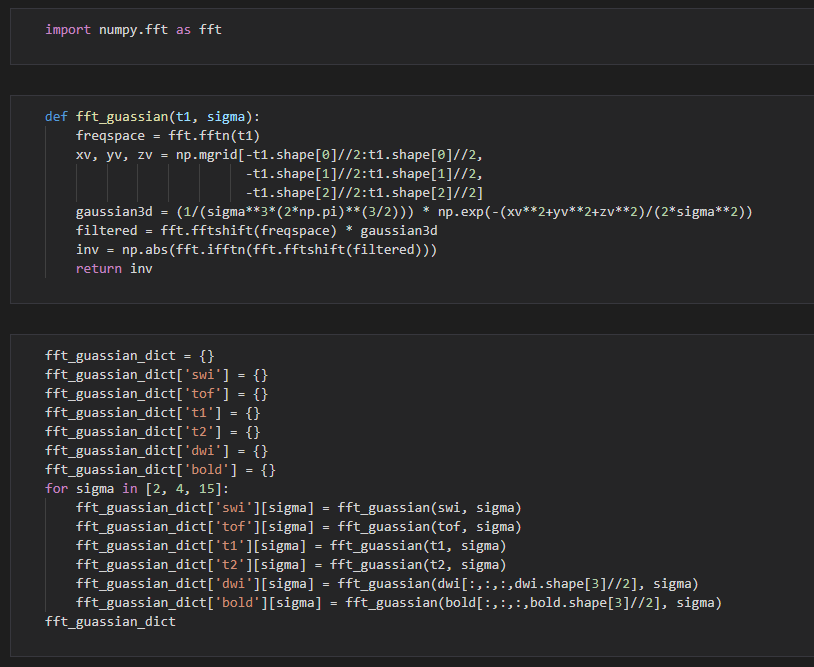 import numpy.fft as fft
def fft_guassian(t1, sigma):
    freqspace = fft.fftn(t1)
    xv, yv, zv = np.mgrid[-t1.shape[0]//2:t1.shape[0]//2,
                          -t1.shape[1]//2:t1.shape[1]//2,
                          -t1.shape[2]//2:t1.shape[2]//2]
    gaussian3d = (1/(sigma**3*(2*np.pi)**(3/2))) * np.exp(-(xv**2+yv**2+zv**2)/(2*sigma**2))
    filtered = fft.fftshift(freqspace) * gaussian3d
    inv = np.abs(fft.ifftn(fft.fftshift(filtered)))
    return inv
fft_guassian_dict = {}
fft_guassian_dict['swi'] = {}
fft_guassian_dict['tof'] = {}
fft_guassian_dict['t1'] = {}
fft_guassian_dict['t2'] = {}
fft_guassian_dict['dwi'] = {}
fft_guassian_dict['bold'] = {}
for sigma in [2, 4, 15]:
    fft_guassian_dict['swi'][sigma] = fft_guassian(swi, sigma)
    fft_guassian_dict['tof'][sigma] = fft_guassian(tof, sigma)
    fft_guassian_dict['t1'][sigma] = fft_guassian(t1, sigma)
    fft_guassian_dict['t2'][sigma] = fft_guassian(t2, sigma)
    fft_guassian_dict['dwi'][sigma] = fft_guassian(dwi[:,:,:,dwi.shape[3]//2], sigma)
    fft_guassian_dict['bold'][sigma] = fft_guassian(bold[:,:,:,bold.shape[3]//2], sigma)
fft_guassian_dict